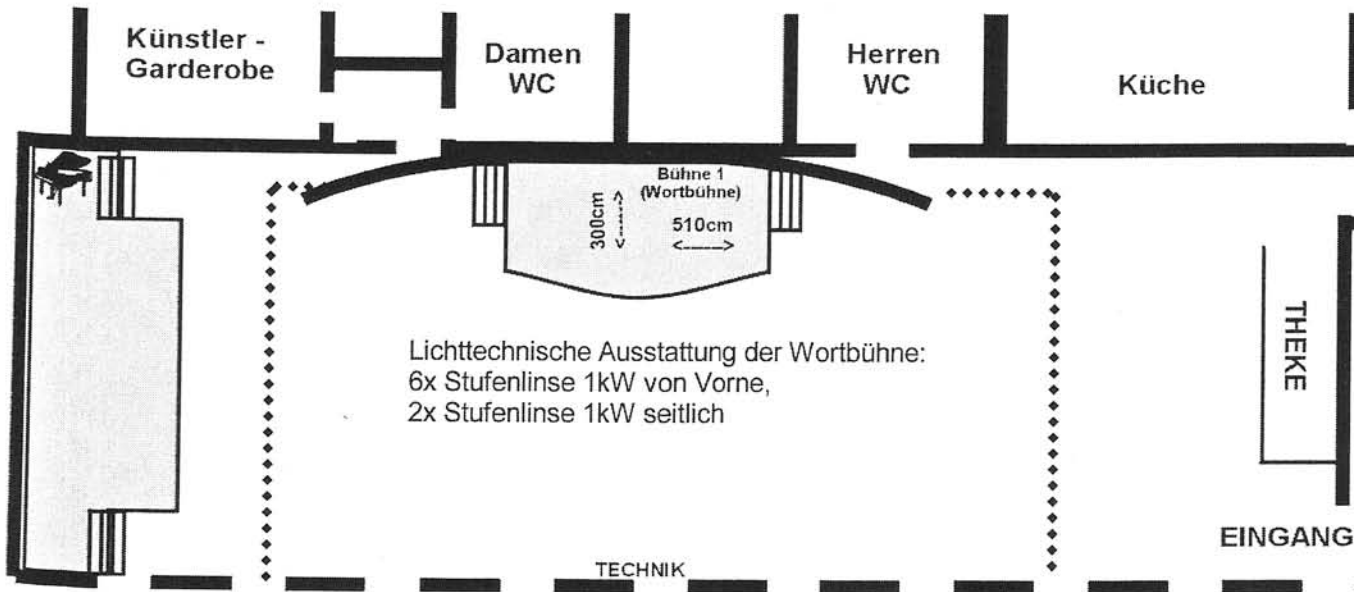 Künstler -
Garderobe
Damen
WC
Herren
WC
Küche
Bühne 1
(Wortbühne)
300cm
<------>
510cm
<------>
Lichttechnische Ausstattung der Wortbühne:
6x Stufenlinse 1kW von Vorne,
2x Stufenlinse 1kW seitlich
THEKE
EINGANG
TECHNIK